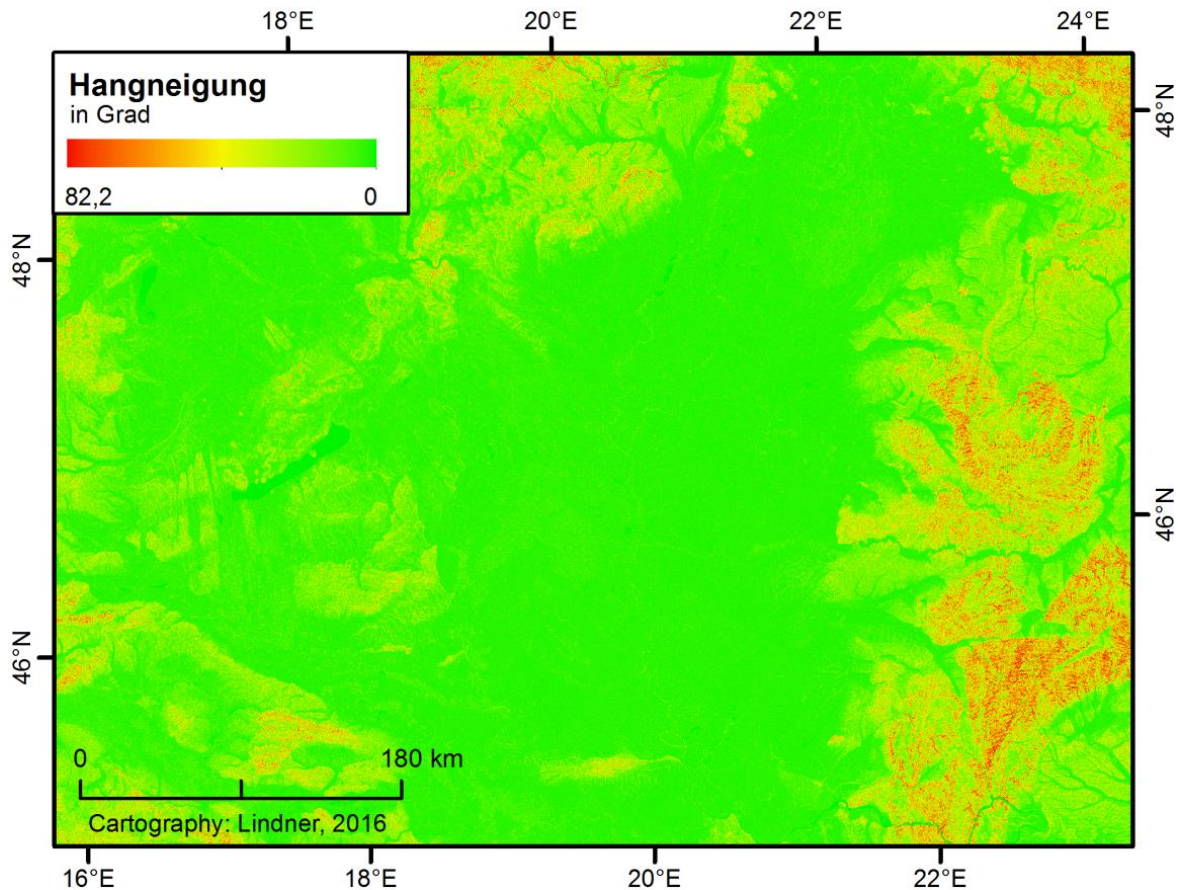 18°E 20°E 22°E 24°E
Hangneigung
in Grad
82,2 0
48°N
48°N
46°N
46°N
0 180 km
Cartography: Lindner, 2016
16°E 18°E 20°E 22°E